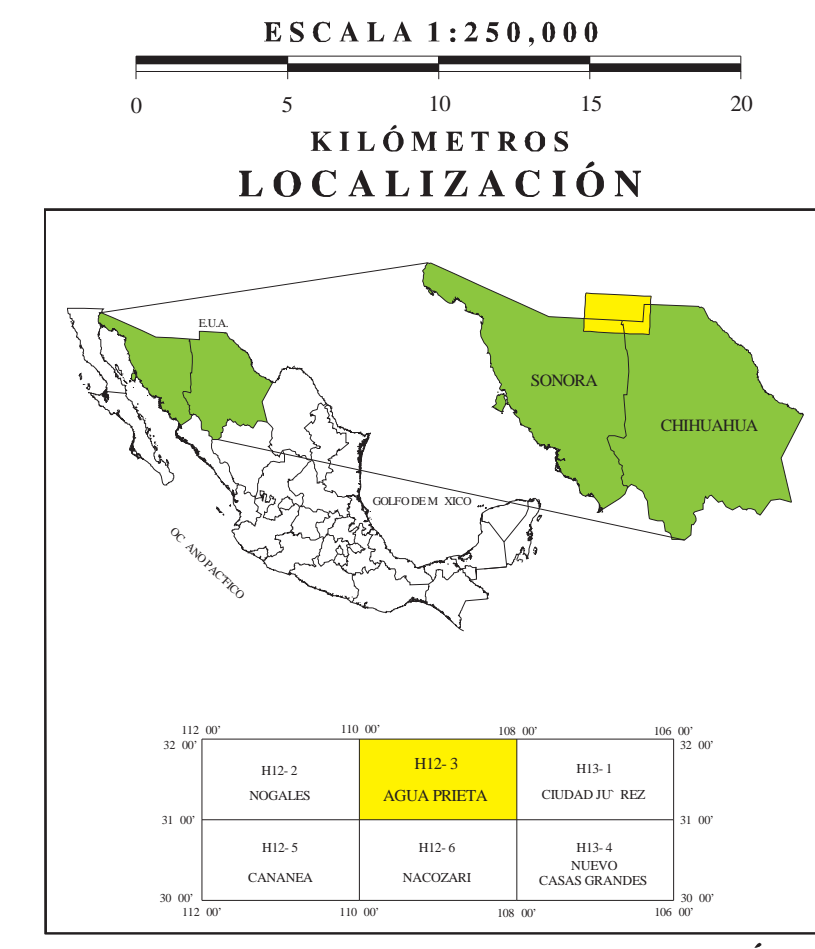 ESCALA 1:250,000
0 5 10 15 20
KILÓMETROS
LOCALIZACIÓN
E.U.A.
SONORA
CHIHUAHUA
GOLFO DE M XICO
OC ANO PAC"FICO
112 00' 110 00' 108 00' 106 00'
32 00' 32 00'
H12- 2
NOGALES
H12- 3
AGUA PRIETA
H13- 1
CIUDAD JU` REZ
31 00' 31 00'
H12- 5
CANANEA
H12- 6
NACOZARI
H13- 4
NUEVO
CASAS GRANDES
30 00' 30 00'
112 00' 110 00' 108 00' 106 00'